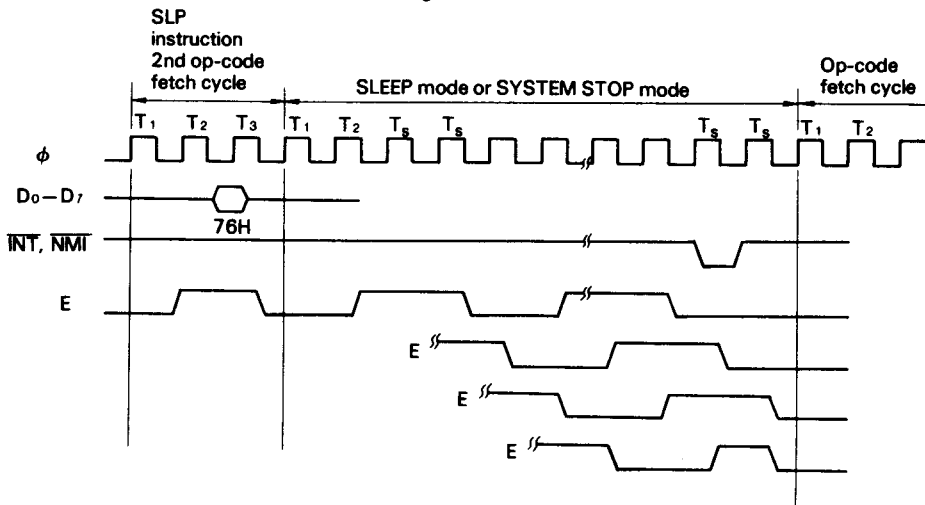 SLP
instruction
2nd op-code
fetch cycle
SLEEP mode or SYSTEM STOP mode
Op-code
fetch cycle
T1 T2 T3 T1 T2 Ts Ts Ts Ts T1 T2
ϕ
D0–D7
76H
INT, NMI
E
E
E
E